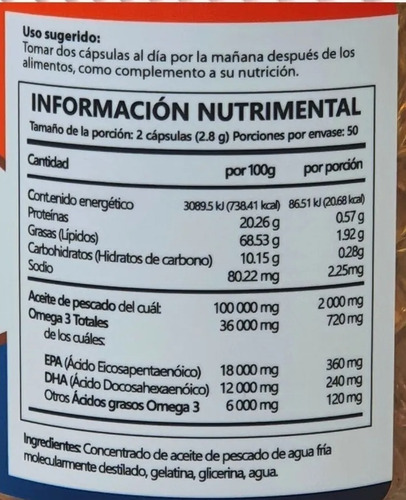 Uso sugerido:
Tomar dos cápsulas al día por la mañana después de los
alimentos, como complemento a su nutrición.
INFORMACIÓN NUTRIMENTAL
Tamaño de la porción: 2 cápsulas (2.8 g) Porciones por envase: 50
Cantidad por 100g por porción
Contenido energético 3089.5 kJ (738.41 kcal) 86.51 kJ (20.68 kcal)
Proteínas 20.26 g 0.57 g
Grasas (Lípidos) 68.53 g 1.92 g
Carbohidratos (Hidratos de carbono) 10.15 g 0.28g
Sodio 80.22 mg 2.25mg
Aceite de pescado del cuál: 100 000 mg 2 000 mg
Omega 3 Totales 36 000 mg 720 mg
de los cuáles:
EPA (Ácido Eicosapentaenóico) 18 000 mg 360 mg
DHA (Ácido Docosahexaenóico) 12 000 mg 240 mg
Otros Ácidos grasos Omega 3 6 000 mg 120 mg
Ingredientes: Concentrado de aceite de pescado de agua fría
molecularmente destilado, gelatina, glicerina, agua.